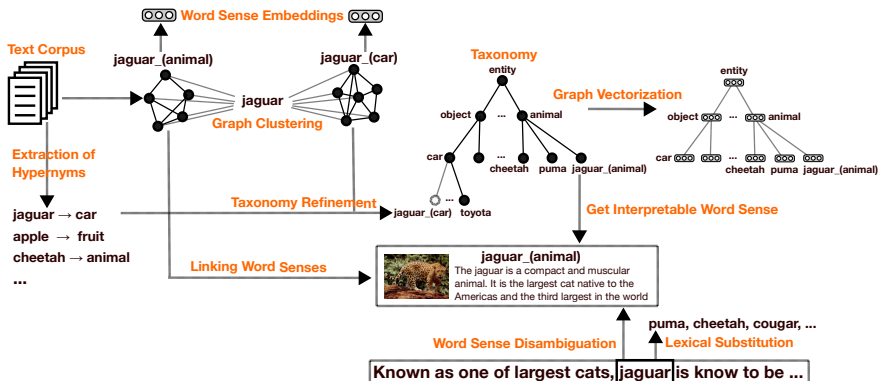 Word Sense Embeddings
Text Corpus
jaguar_(animal)
jaguar_(car)
jaguar
Graph Clustering
Taxonomy
entity
object
...
animal
car
...
cheetah
puma
jaguar_(animal)
jaguar_(car)
...
toyota
Graph Vectorization
entity
object
...
animal
car
...
cheetah
puma
jaguar_(animal)
Extraction of
Hypernyms
jaguar → car
apple → fruit
cheetah → animal
...
Taxonomy Refinement
Get Interpretable Word Sense
Linking Word Senses
jaguar_(animal)
The jaguar is a compact and muscular
animal. It is the largest cat native to the
Americas and the third largest in the world
Word Sense Disambiguation
puma, cheetah, cougar, ...
Lexical Substitution
Known as one of largest cats, jaguar is know to be ...